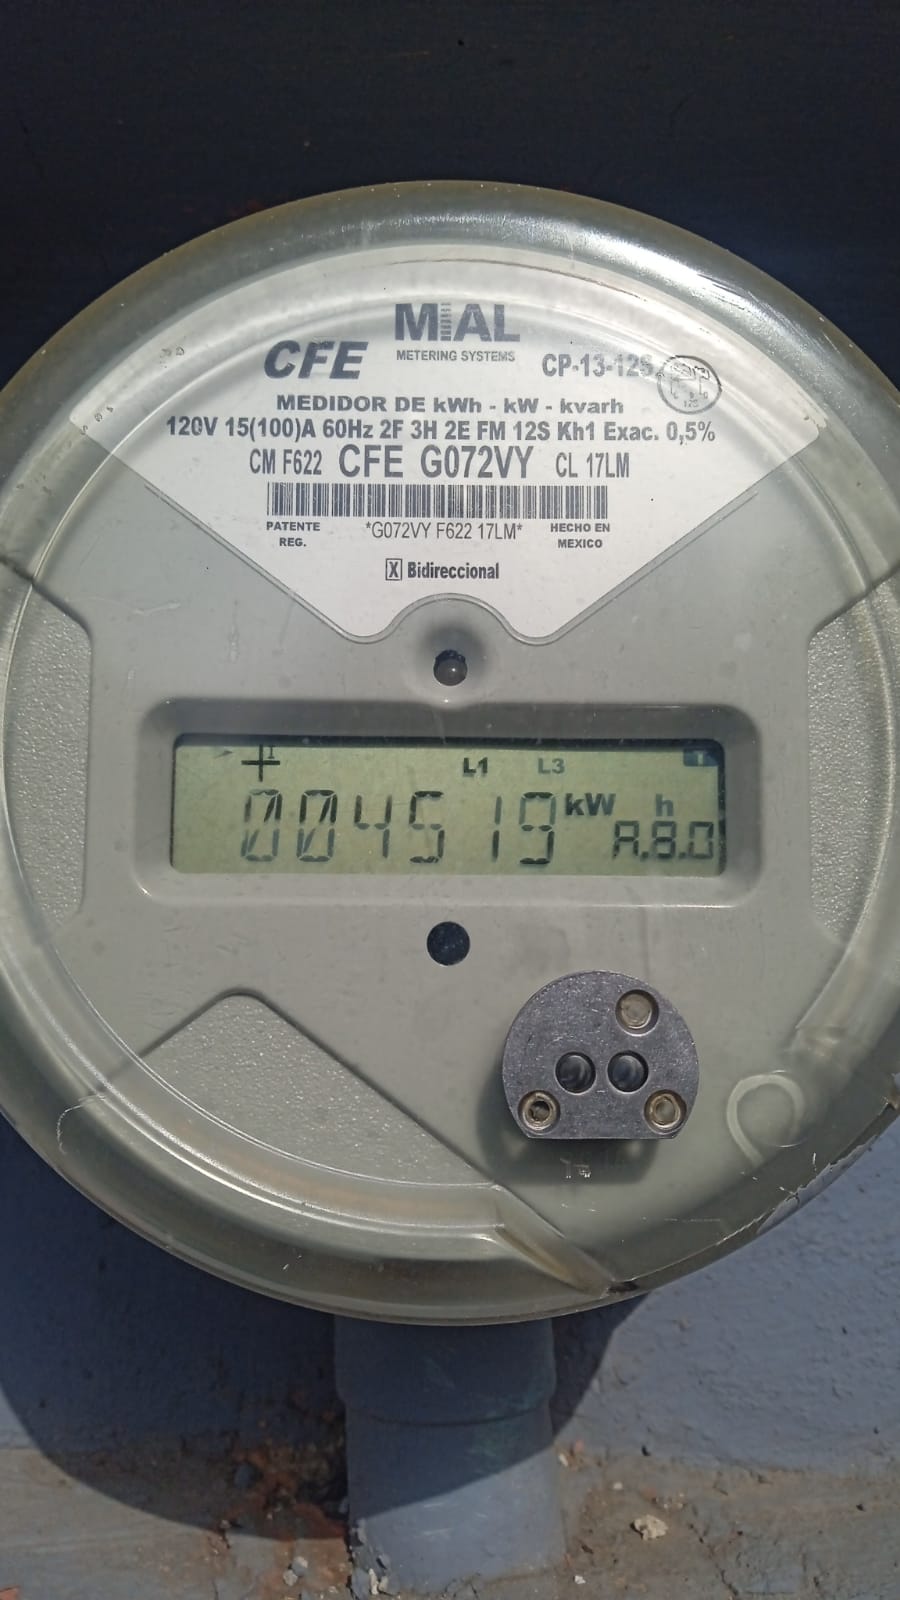 MIAL
METERING SYSTEMS
CFE
CP-13-125
MEDIDOR DE kWh - kW - kvarh
120V 15(100)A 60Hz 2F 3H 2E FM 12S Kh1 Exac. 0,5%
CM F622 CFE G072VY CL 17LM
PATENTE REG.
*G072VY F622 17LM*
HECHO EN MEXICO
X Bidireccional
L1 L3 T
004519 kW h
A.8.0